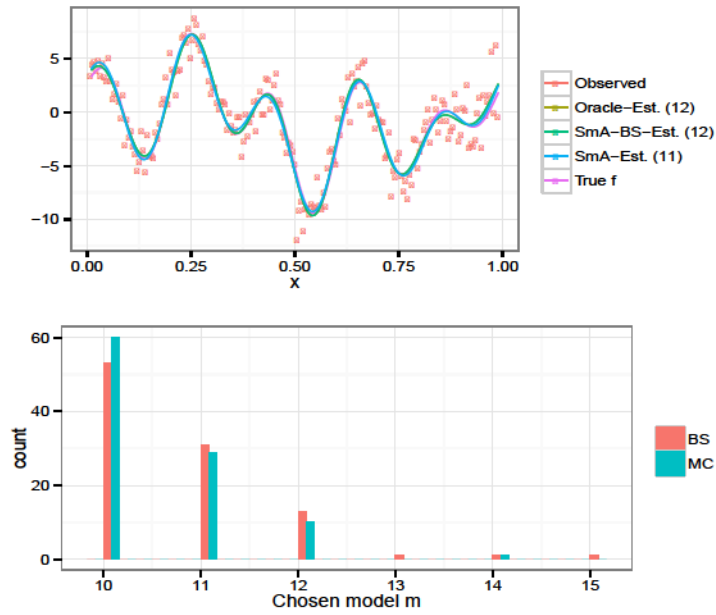 5
0
−5
−10
0.00 0.25 0.50 0.75 1.00
x
Observed
Oracle−Est. (12)
SmA−BS−Est. (12)
SmA−Est. (11)
True f
60
40
20
0
count
10 11 12 13 14 15
Chosen model m
BS
MC